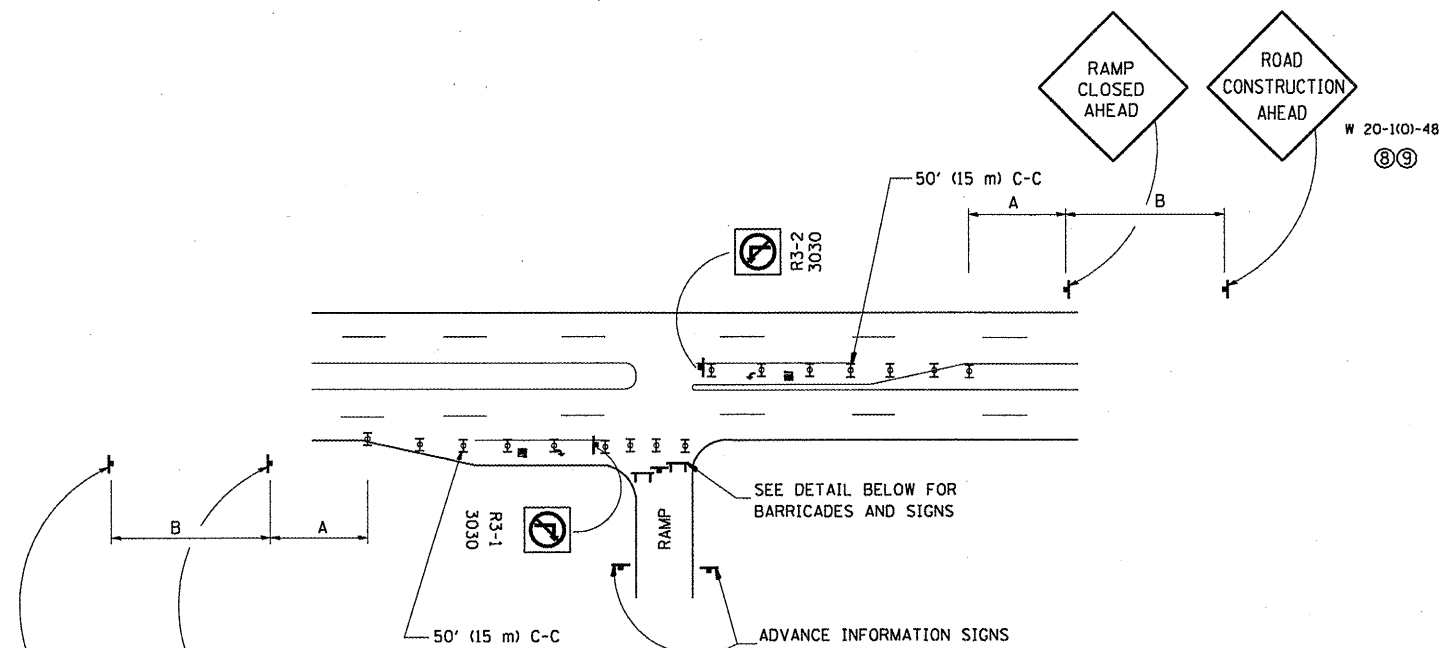 RAMP
CLOSED
AHEAD
ROAD
CONSTRUCTION
AHEAD
W 20-1(O)-48
⑧⑨
50' (15 m) C-C
A
B
R3-2
3030
SEE DETAIL BELOW FOR
BARRICADES AND SIGNS
B
A
R3-1
3030
RAMP
50' (15 m) C-C
ADVANCE INFORMATION SIGNS